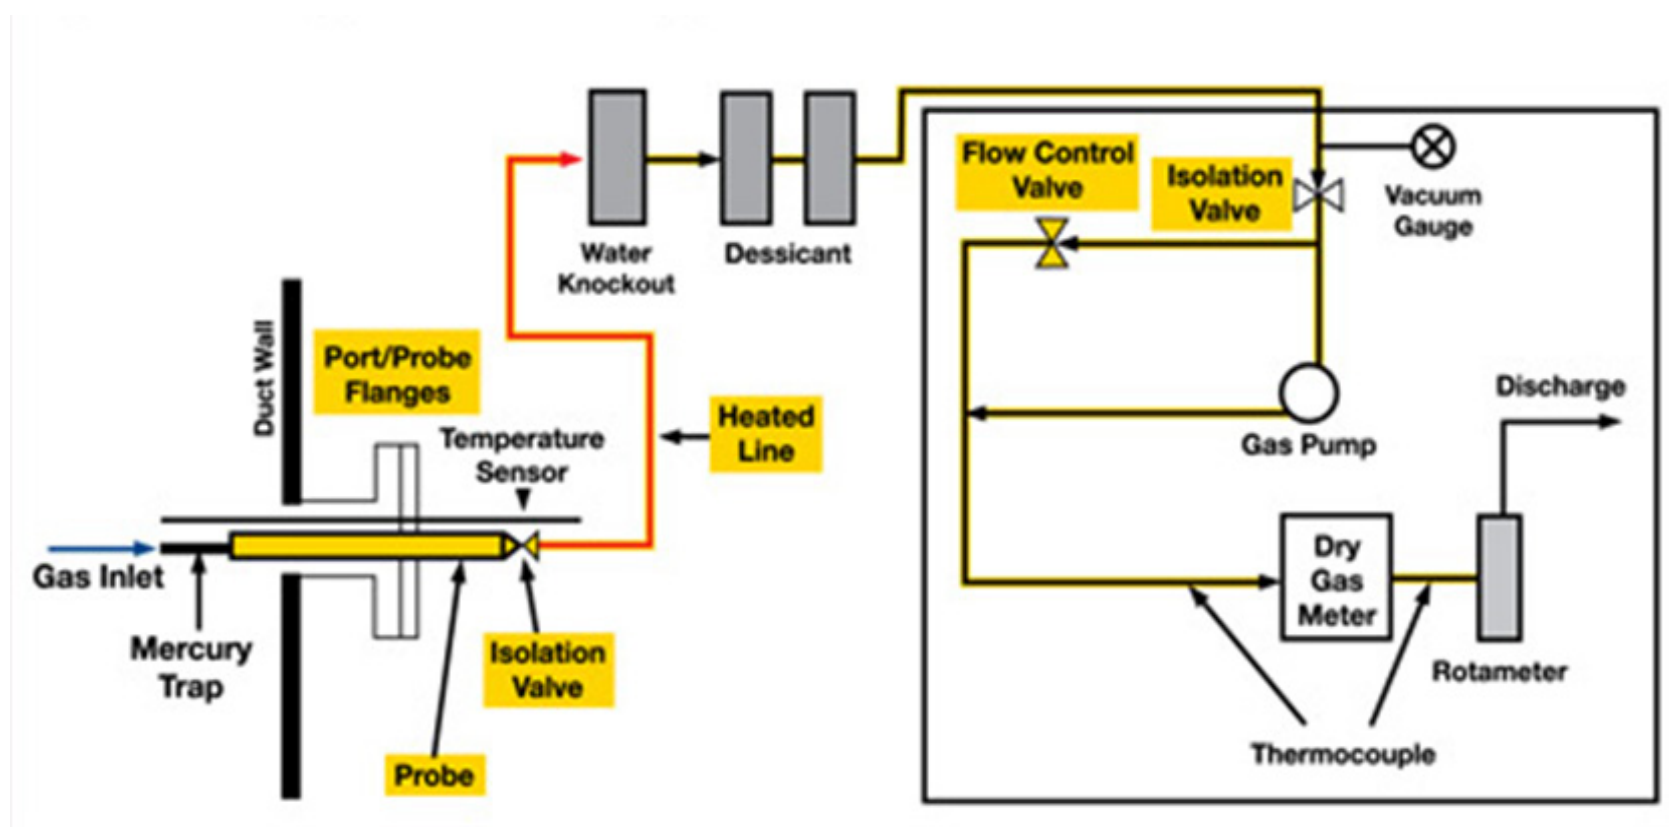 Flow Control
Valve
Isolation
Valve
Vacuum
Gauge
Water
Knockout
Dessicant
Duct Wall
Port/Probe
Flanges
Temperature
Sensor
Heated
Line
Gas Pump
Discharge
Gas Inlet
Mercury
Trap
Isolation
Valve
Probe
Dry
Gas
Meter
Rotameter
Thermocouple